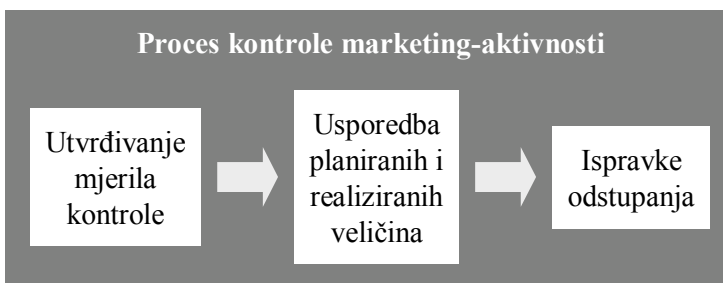 Proces kontrole marketing-aktivnosti
Utvrđivanje
mjerila
kontrole
Usporedba
planiranih i
realiziranih
veličina
Ispravke
odstupanja